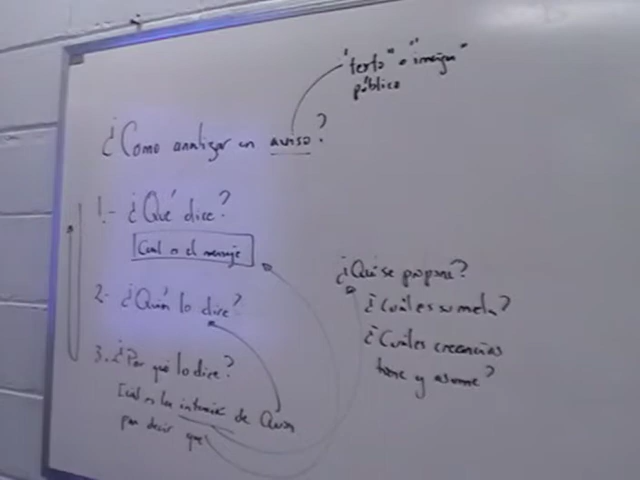 "texto" o "imagen"
público
¿Como analizar un aviso?
1.- ¿Qué dice?
Cual es el mensaje
2- ¿Quién lo dice?
3. ¿Por qué lo dice?
Cual es la intención de Quien
para decir que
¿Qué se propone?
¿Cuál es su meta?
¿Cuáles creencias
tiene y asume?